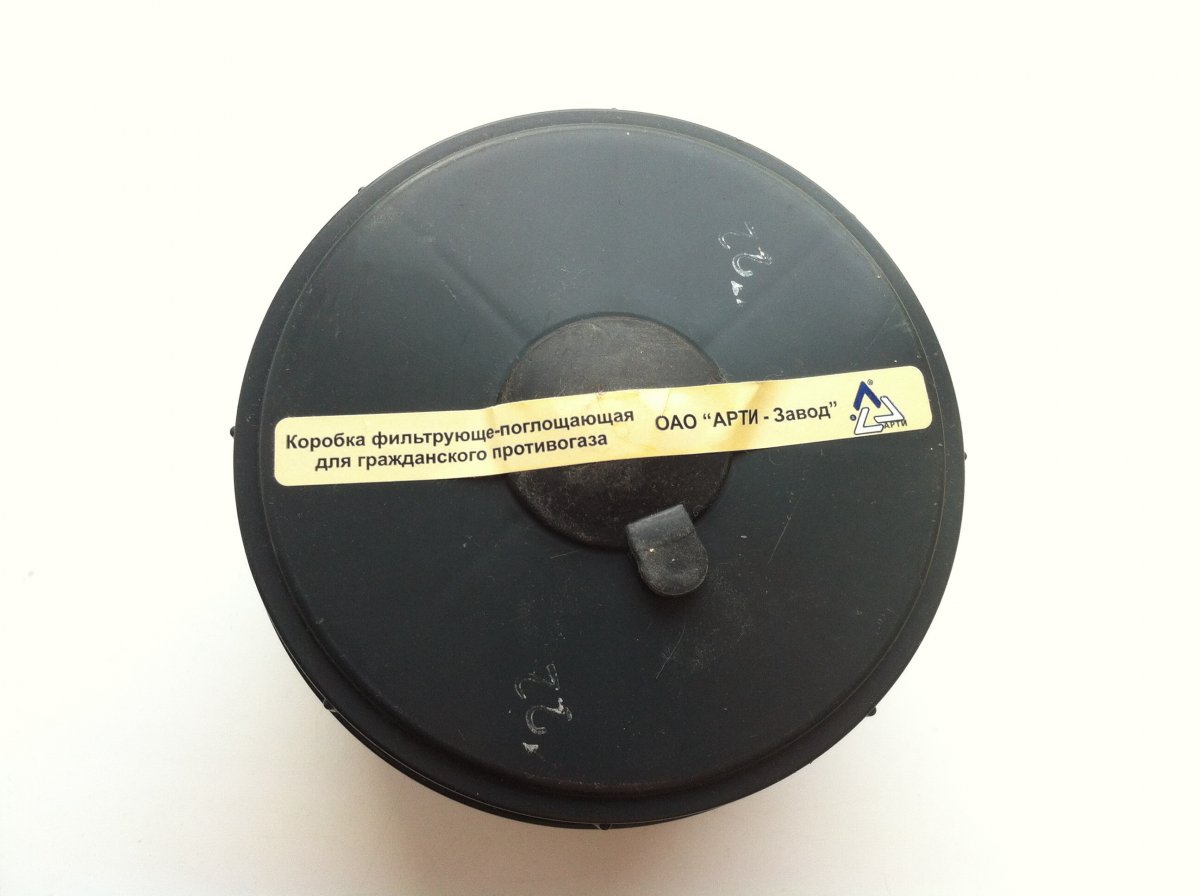 Коробка фильтрующе-поглощающая
для гражданского противогаза
ОАО “АРТИ - Завод”
®
®
АРТИ